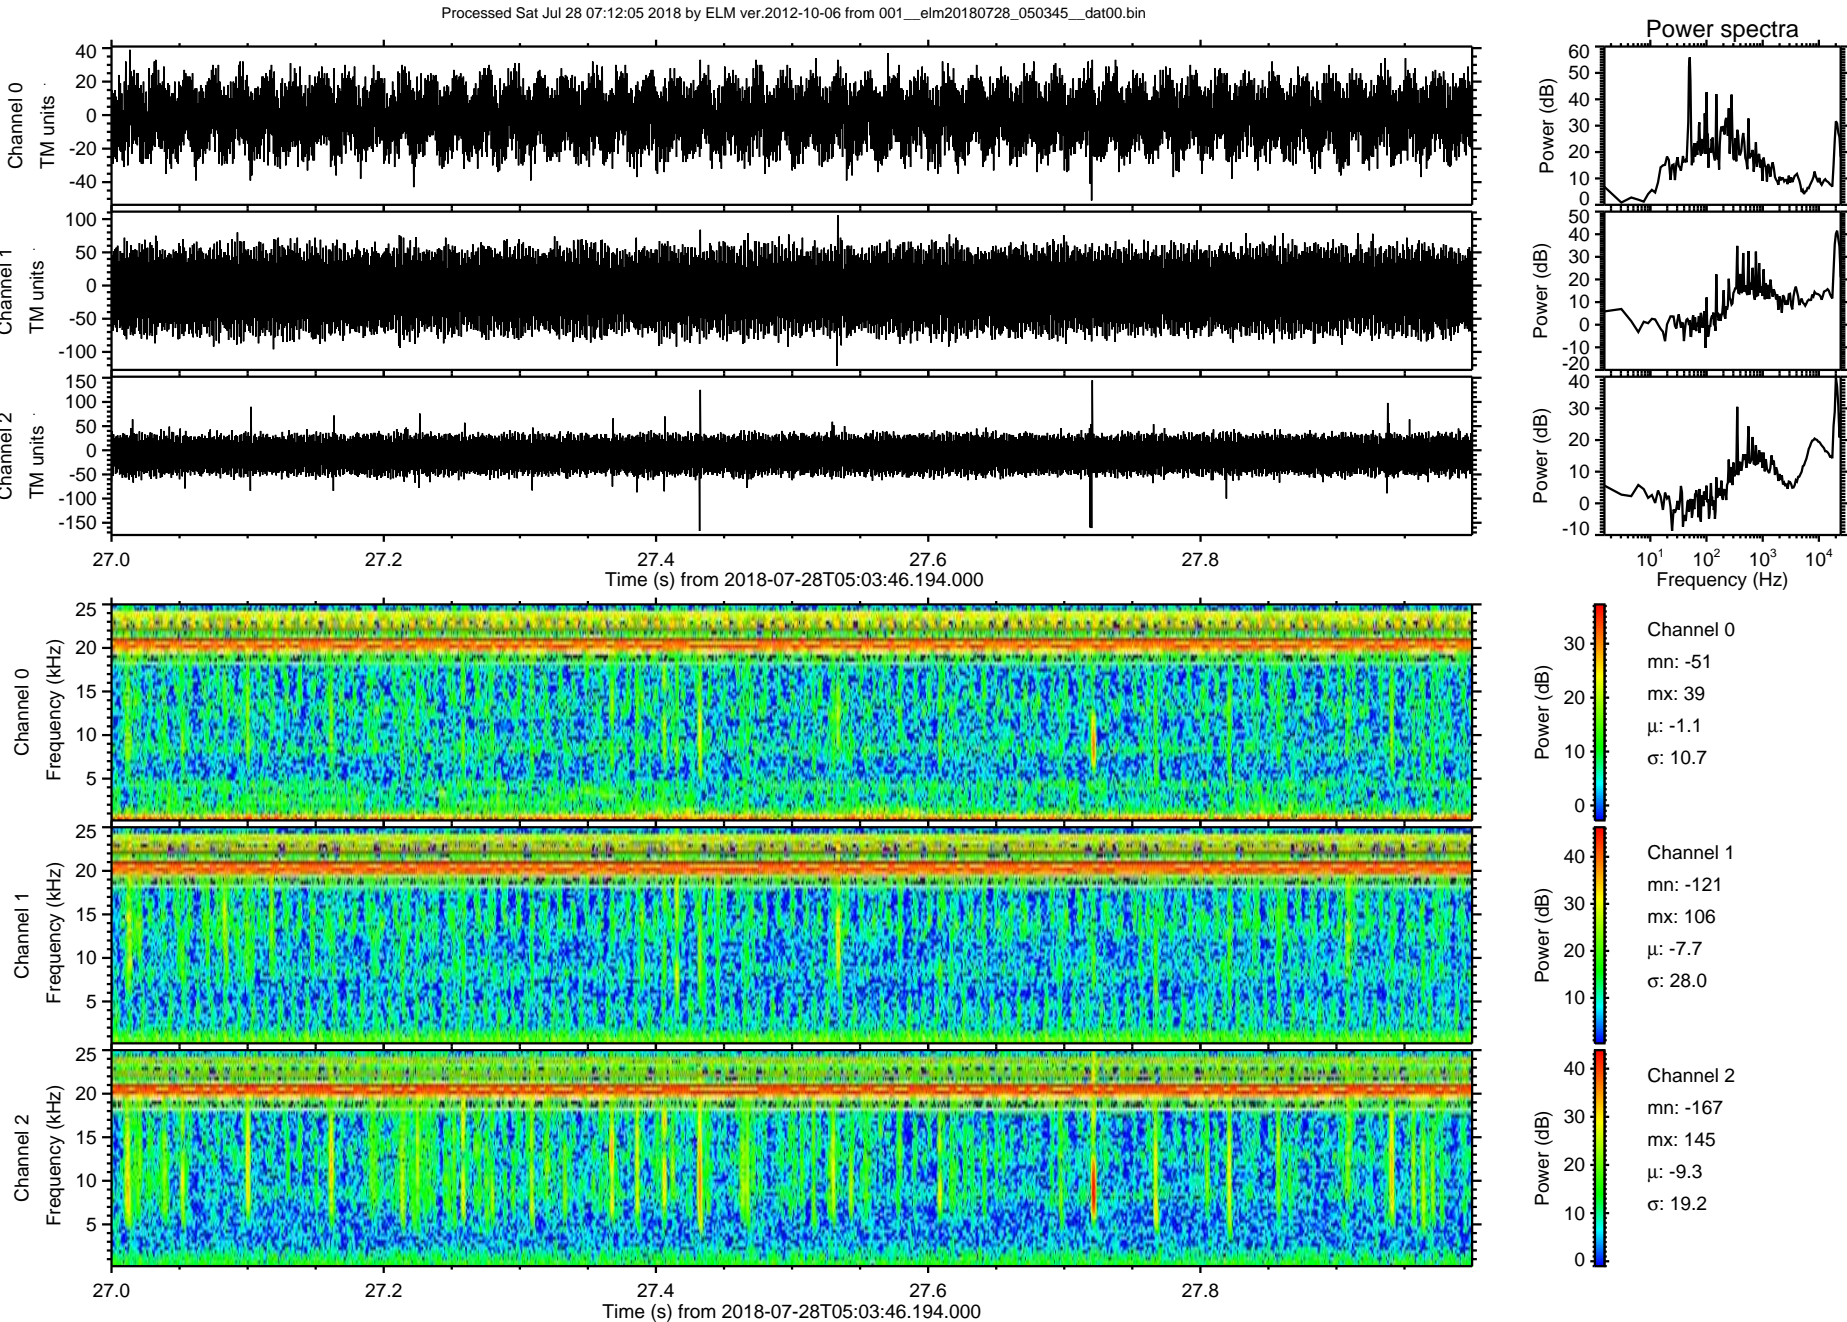 Processed Sat Jul 28 07:12:05 2018 by ELM ver.2012-10-06 from 001__elm20180728_050345__dat00.bin
Power spectra
Channel 0
TM units
40
20
0
-20
-40
Power (dB)
60
50
40
30
20
10
0
Channel 1
TM units
100
50
0
-50
-100
Power (dB)
50
40
30
20
10
0
-10
-20
Channel 2
TM units
150
100
50
0
-50
-100
-150
Power (dB)
40
30
20
10
0
-10
27.0 27.2 27.4 27.6 27.8
Time (s) from 2018-07-28T05:03:46.194.000
10^1 10^2 10^3 10^4
Frequency (Hz)
Channel 0
Frequency (kHz)
25
20
15
10
5
Power (dB)
30
20
10
0
Channel 0
mn: -51
mx: 39
μ: -1.1
σ: 10.7
Channel 1
Frequency (kHz)
25
20
15
10
5
Power (dB)
40
30
20
10
Channel 1
mn: -121
mx: 106
μ: -7.7
σ: 28.0
Channel 2
Frequency (kHz)
25
20
15
10
5
Power (dB)
40
30
20
10
0
Channel 2
mn: -167
mx: 145
μ: -9.3
σ: 19.2
27.0 27.2 27.4 27.6 27.8
Time (s) from 2018-07-28T05:03:46.194.000